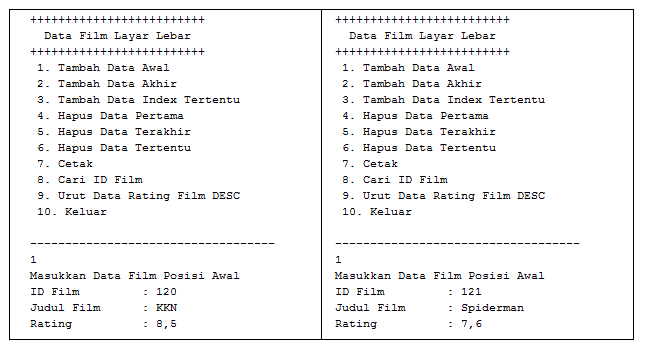 +++++++++++++++++++++++++
Data Film Layar Lebar
+++++++++++++++++++++++++
1. Tambah Data Awal
2. Tambah Data Akhir
3. Tambah Data Index Tertentu
4. Hapus Data Pertama
5. Hapus Data Terakhir
6. Hapus Data Tertentu
7. Cetak
8. Cari ID Film
9. Urut Data Rating Film DESC
10. Keluar
-----------------------------------
1
Masukkan Data Film Posisi Awal
ID Film : 120
Judul Film : KKN
Rating : 8,5
+++++++++++++++++++++++++
Data Film Layar Lebar
+++++++++++++++++++++++++
1. Tambah Data Awal
2. Tambah Data Akhir
3. Tambah Data Index Tertentu
4. Hapus Data Pertama
5. Hapus Data Terakhir
6. Hapus Data Tertentu
7. Cetak
8. Cari ID Film
9. Urut Data Rating Film DESC
10. Keluar
-----------------------------------
1
Masukkan Data Film Posisi Awal
ID Film : 121
Judul Film : Spiderman
Rating : 7,6